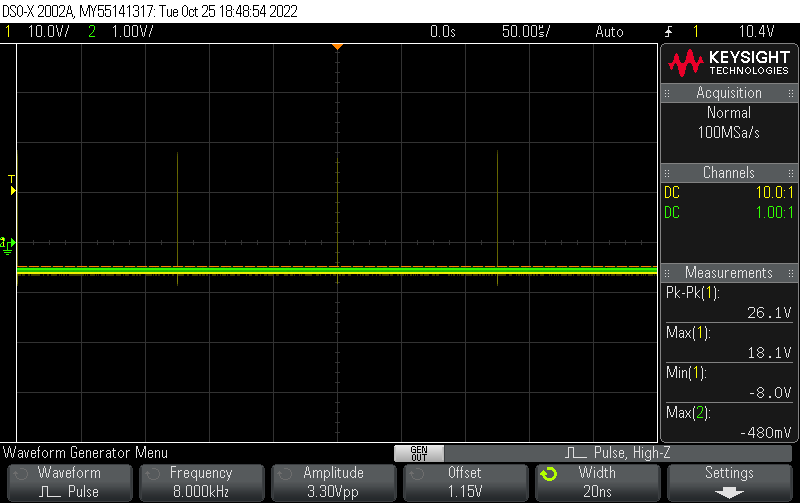 DSO-X 2002A, MY55141317: Tue Oct 25 18:48:54 2022
1 10.0V/ 2 1.00V/ 0.0s 50.00µs/ Auto 1 10.4V
KEYSIGHT
TECHNOLOGIES
Acquisition
Normal
100MSa/s
T
Channels
DC 10.0:1
DC 1.00:1
2
Measurements
Pk-Pk(1):
26.1V
Max(1):
18.1V
Min(1):
-8.0V
Max(2):
-480mV
Waveform Generator Menu
GEN
OUT
Pulse, High-Z
Waveform
Pulse
Frequency
8.000kHz
Amplitude
3.30Vpp
Offset
1.15V
Width
20ns
Settings